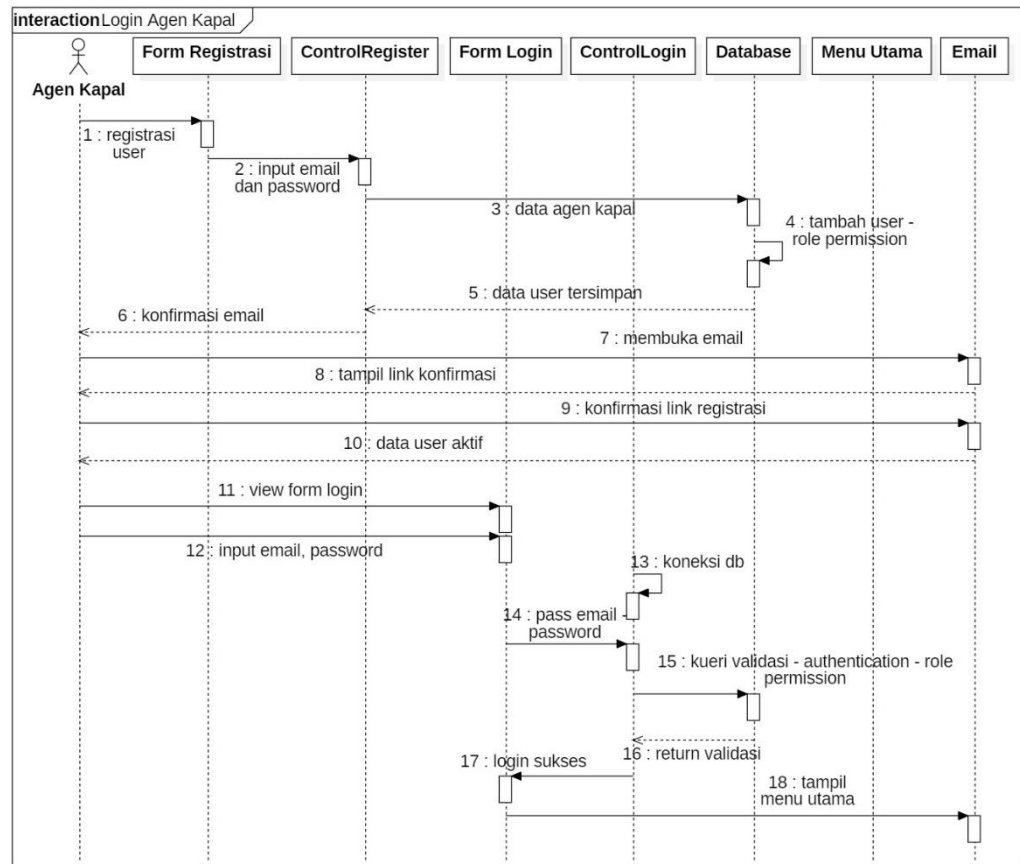 interaction Login Agen Kapal
Form Registrasi
ControlRegister
Form Login
ControlLogin
Database
Menu Utama
Email
Agen Kapal
1 : registrasi
user
2 : input email
dan password
3 : data agen kapal
4 : tambah user -
role permission
5 : data user tersimpan
6 : konfirmasi email
7 : membuka email
8 : tampil link konfirmasi
9 : konfirmasi link registrasi
10 : data user aktif
11 : view form login
12 : input email, password
13 : koneksi db
14 : pass email -
password
15 : kueri validasi - authentication - role
permission
16 : return validasi
17 : login sukses
18 : tampil
menu utama